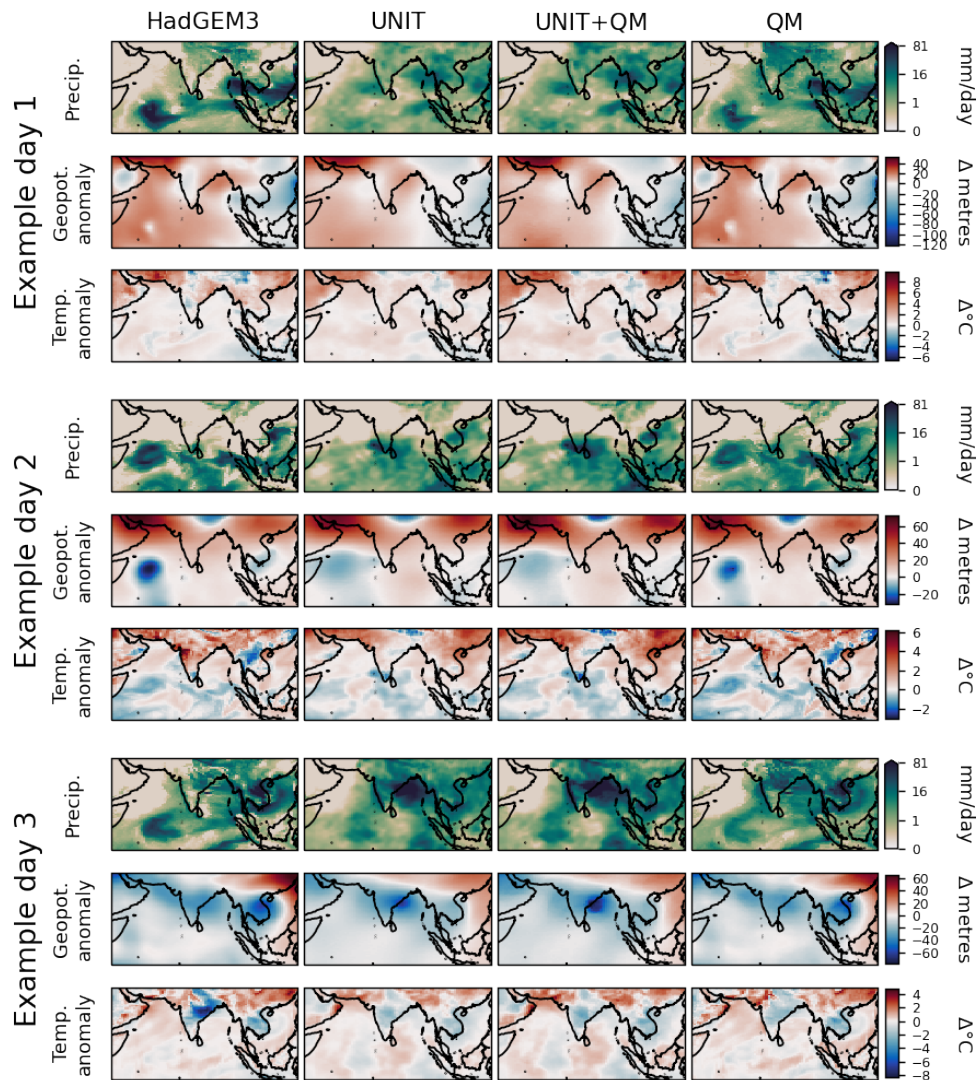 HadGEM3 UNIT UNIT+QM QM
Example day 1
Precip.
81
16
1
0
mm/day
Geopot.
anomaly
40
20
0
−20
−40
−60
−80
−100
−120
Δ metres
Temp.
anomaly
8
6
4
2
0
−2
−4
−6
Δ°C
Example day 2
Precip.
81
16
1
0
mm/day
Geopot.
anomaly
60
40
20
0
−20
Δ metres
Temp.
anomaly
6
4
2
0
−2
Δ°C
Example day 3
Precip.
81
16
1
0
mm/day
Geopot.
anomaly
60
40
20
0
−20
−40
−60
Δ metres
Temp.
anomaly
4
2
0
−2
−4
−6
−8
Δ°C